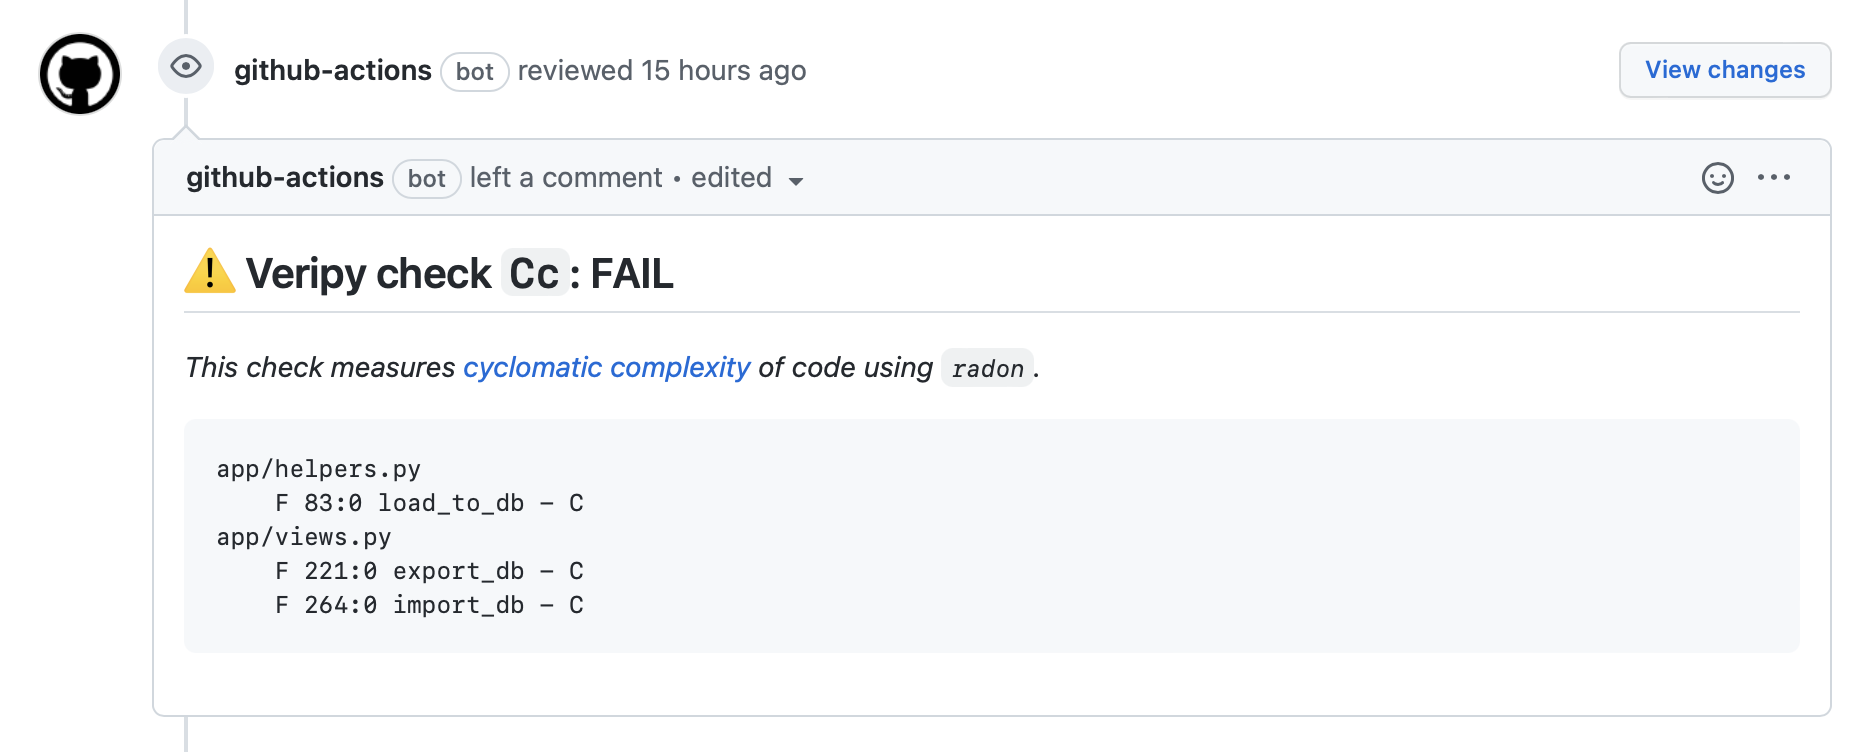 github-actions bot reviewed 15 hours ago
View changes
github-actions bot left a comment • edited
Veripy check Cc: FAIL
This check measures cyclomatic complexity of code using radon.
app/helpers.py
    F 83:0 load_to_db - C
app/views.py
    F 221:0 export_db - C
    F 264:0 import_db - C